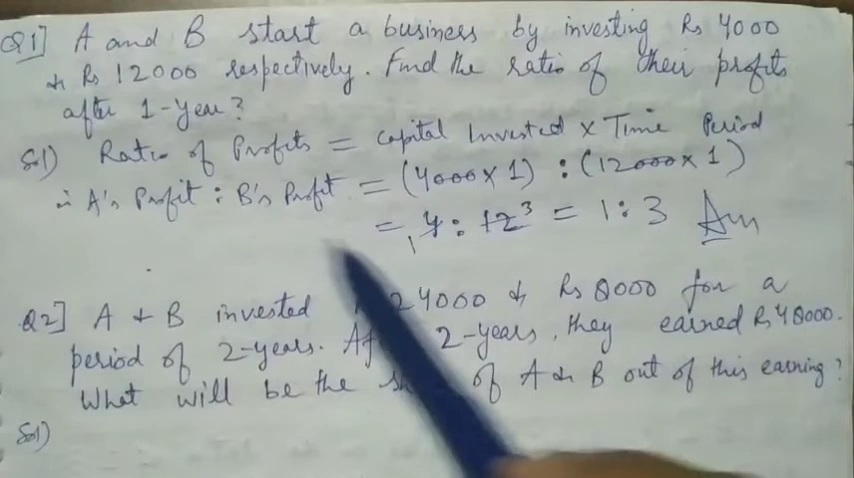 Q1] A and B start a business by investing Rs 4000
& Rs 12000 respectively. Find the ratio of their profits
after 1-year?
Sol) Ratio of Profits = Capital Invested × Time Period
∴ A's Profit : B's Profit = (4000×1) : (12000×1)
= 1 4 : 12 3 = 1:3 Ans
Q2] A & B invested 24000 & Rs 8000 for a
period of 2-years. 2-years, they earned Rs 48000.
What will be the of A & B out of this earning?
Sol)